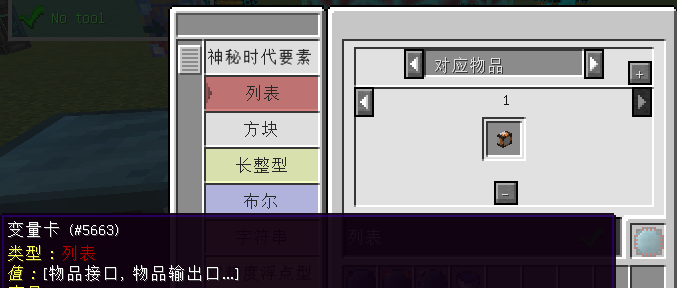 No tool
神秘时代要素
列表
方块
长整型
布尔
字符串
对应物品
+
1
-
列表
变量卡 (#5663)
类型：列表
值：[物品接口, 物品输出口...]